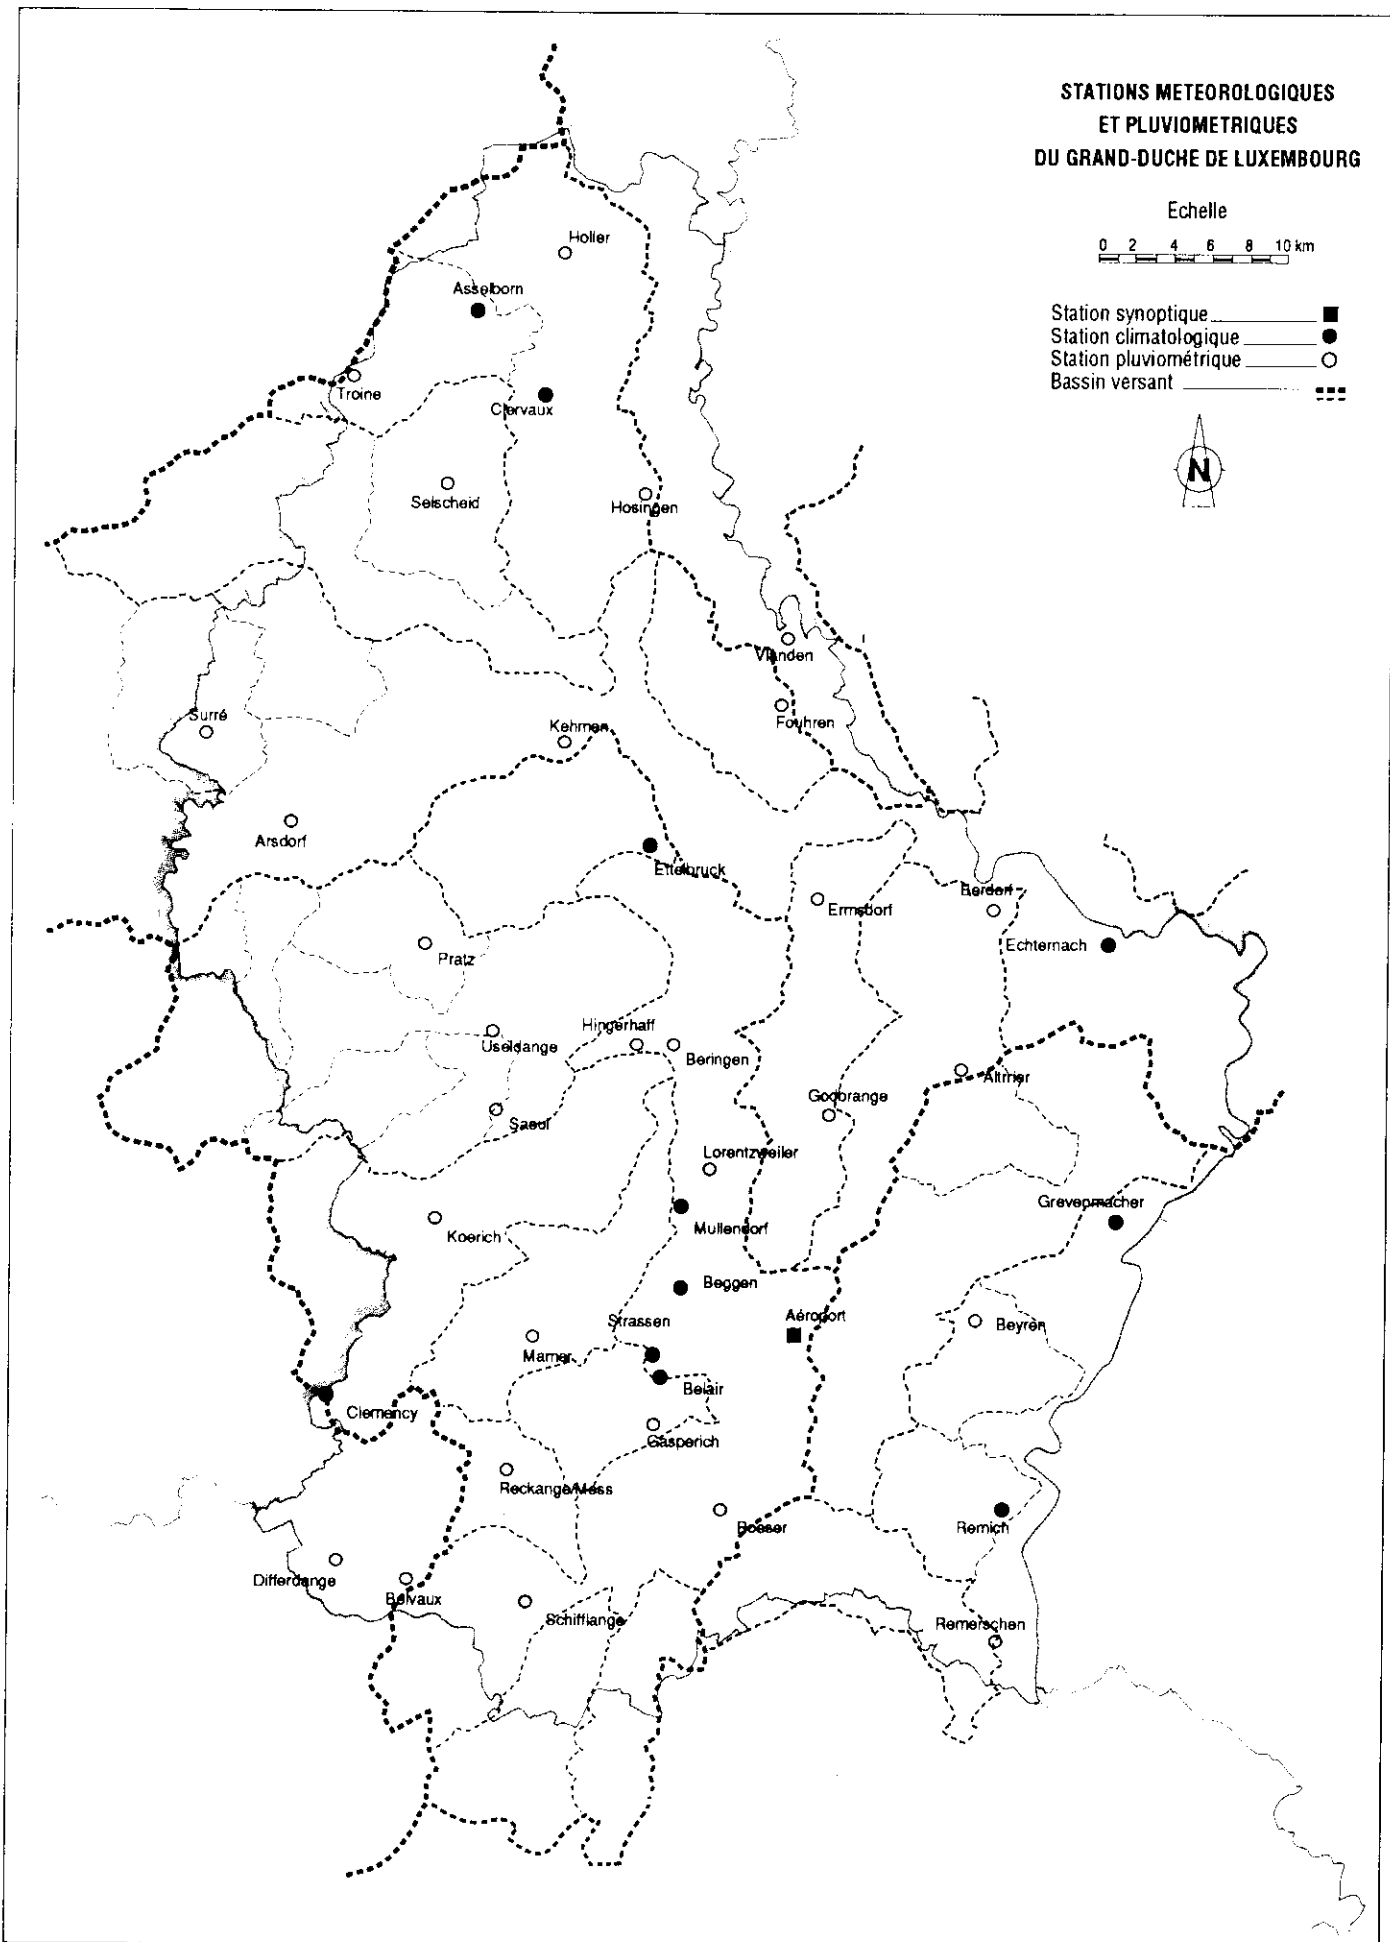 STATIONS METEOROLOGIQUES
ET PLUVIOMETRIQUES
DU GRAND-DUCHE DE LUXEMBOURG
Echelle
0 2 4 6 8 10 km
Station synoptique
Station climatologique
Station pluviométrique
Bassin versant
N
Holler
Asselborn
Troine
Clervaux
Selscheid
Hosingen
Vianden
Surré
Fouhren
Kehmen
Arsdorf
Ettelbruck
Berdorf
Ermsdorf
Echternach
Pratz
Hingerhaff
Useldange
Beringen
Altrier
Godbrange
Saeul
Lorentzweiler
Grevenmacher
Mullendorf
Koerich
Beggen
Aéroport
Strassen
Beyren
Mamer
Belair
Clemency
Gasperich
Reckange/Mess
Roeser
Remich
Differdange
Belvaux
Schifflange
Remerschen